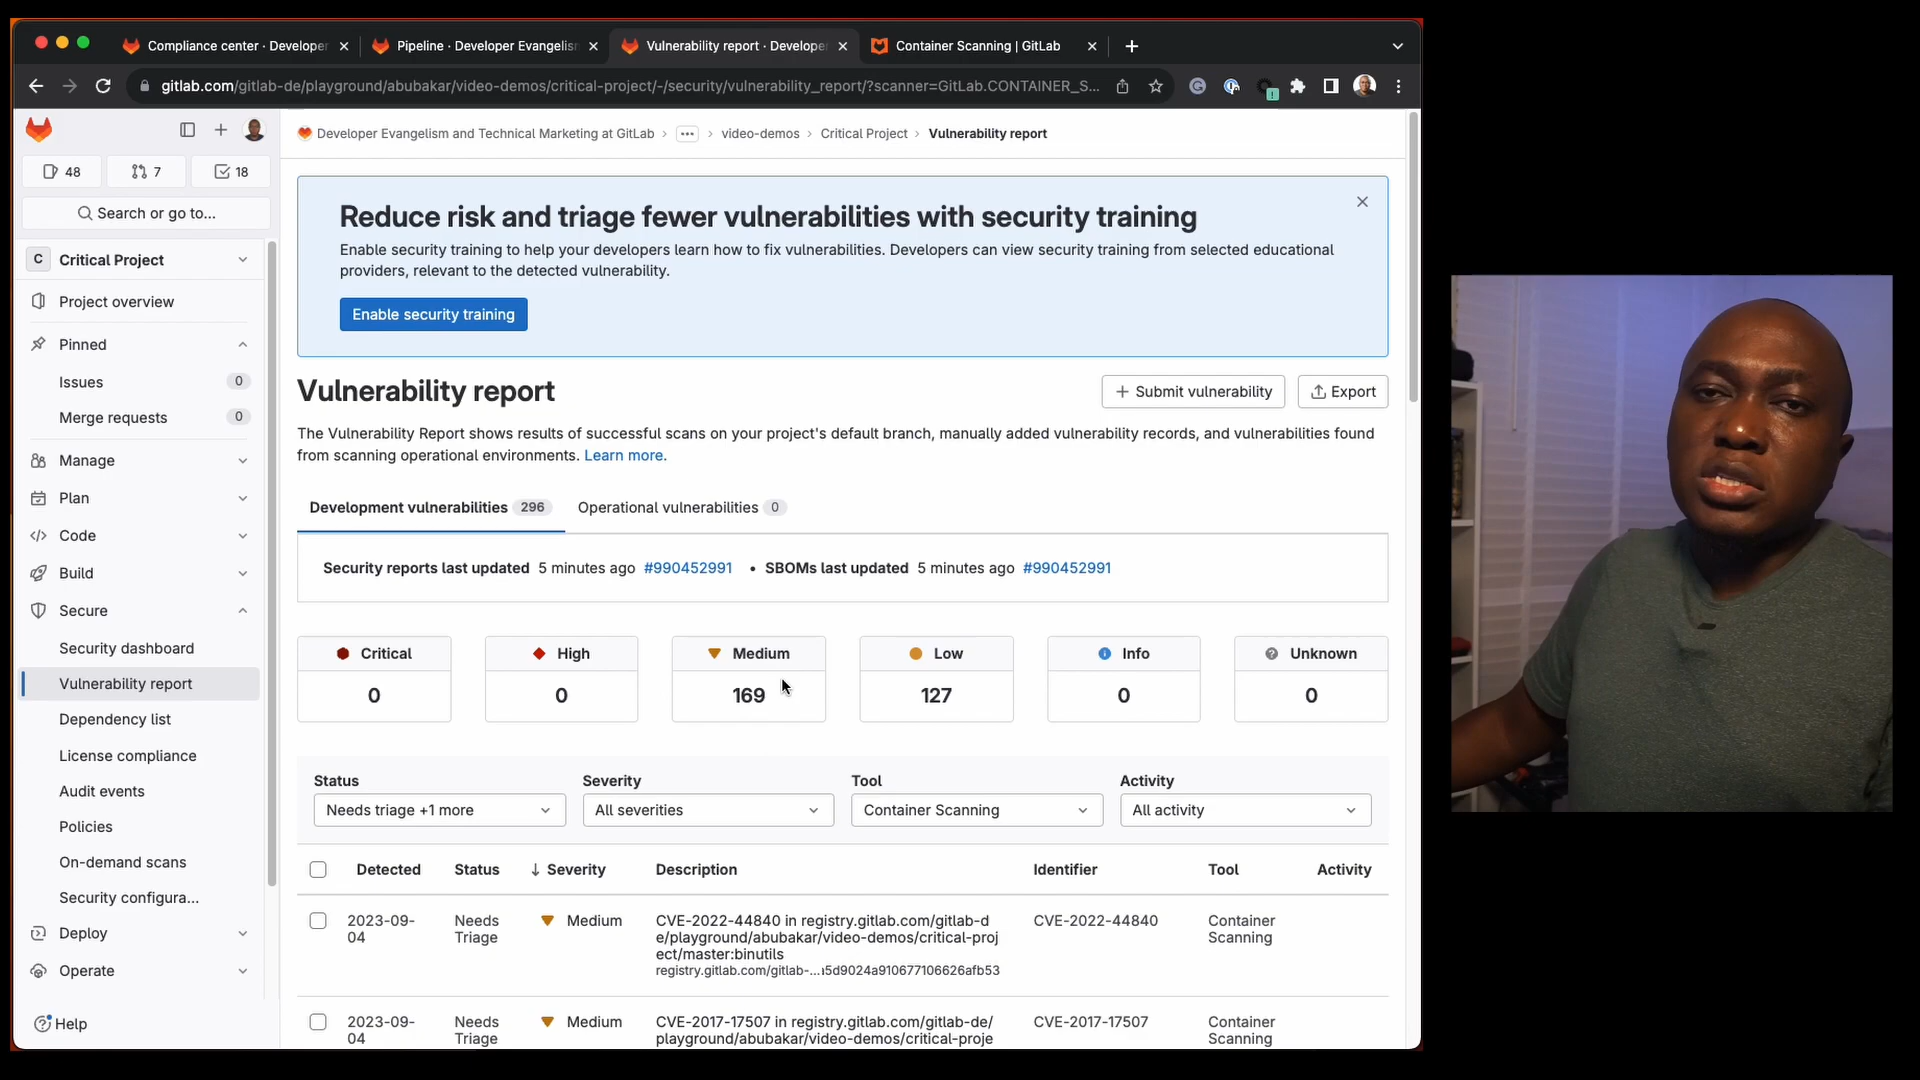 Compliance center · Developer
Pipeline · Developer Evangelism
Vulnerability report · Developer
Container Scanning | GitLab
gitlab.com/gitlab-de/playground/abubakar/video-demos/critical-project/-/security/vulnerability_report/?scanner=GitLab.CONTAINER_S...
48
7
18
Search or go to...
C Critical Project
Project overview
Pinned
Issues 0
Merge requests 0
Manage
Plan
Code
Build
Secure
Security dashboard
Vulnerability report
Dependency list
License compliance
Audit events
Policies
On-demand scans
Security configura...
Deploy
Operate
Help
Developer Evangelism and Technical Marketing at GitLab › ··· › video-demos › Critical Project › Vulnerability report
Reduce risk and triage fewer vulnerabilities with security training
Enable security training to help your developers learn how to fix vulnerabilities. Developers can view security training from selected educational
providers, relevant to the detected vulnerability.
Enable security training
Vulnerability report
+ Submit vulnerability
Export
The Vulnerability Report shows results of successful scans on your project's default branch, manually added vulnerability records, and vulnerabilities found
from scanning operational environments. Learn more.
Development vulnerabilities 296
Operational vulnerabilities 0
Security reports last updated 5 minutes ago #990452991 • SBOMs last updated 5 minutes ago #990452991
Critical
0
High
0
Medium
169
Low
127
Info
0
Unknown
0
Status
Needs triage +1 more
Severity
All severities
Tool
Container Scanning
Activity
All activity
Detected Status ↓ Severity Description Identifier Tool Activity
2023-09-
04
Needs
Triage
Medium
CVE-2022-44840 in registry.gitlab.com/gitlab-d
e/playground/abubakar/video-demos/critical-proj
ect/master:binutils
registry.gitlab.com/gitlab-...ı5d9024a910677106626afb53
CVE-2022-44840
Container
Scanning
2023-09-
04
Needs
Triage
Medium
CVE-2017-17507 in registry.gitlab.com/gitlab-de/
playground/abubakar/video-demos/critical-proje
CVE-2017-17507
Container
Scanning